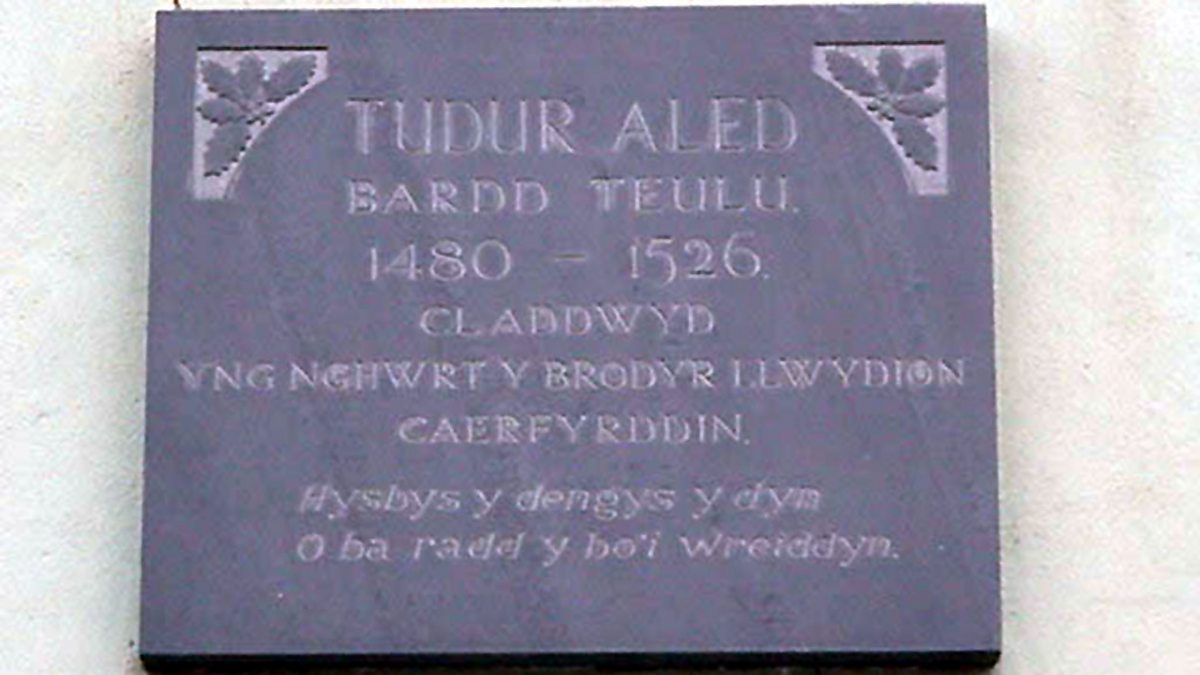 TUDUR ALED
BARDD TEULU.
1480 – 1526.
CLADDWYD
YNG NGHWRT Y BRODYR LLWYDION
CAERFYRDDIN.
Hysbys y dengys y dyn
O ba radd y bo'i wreiddyn.